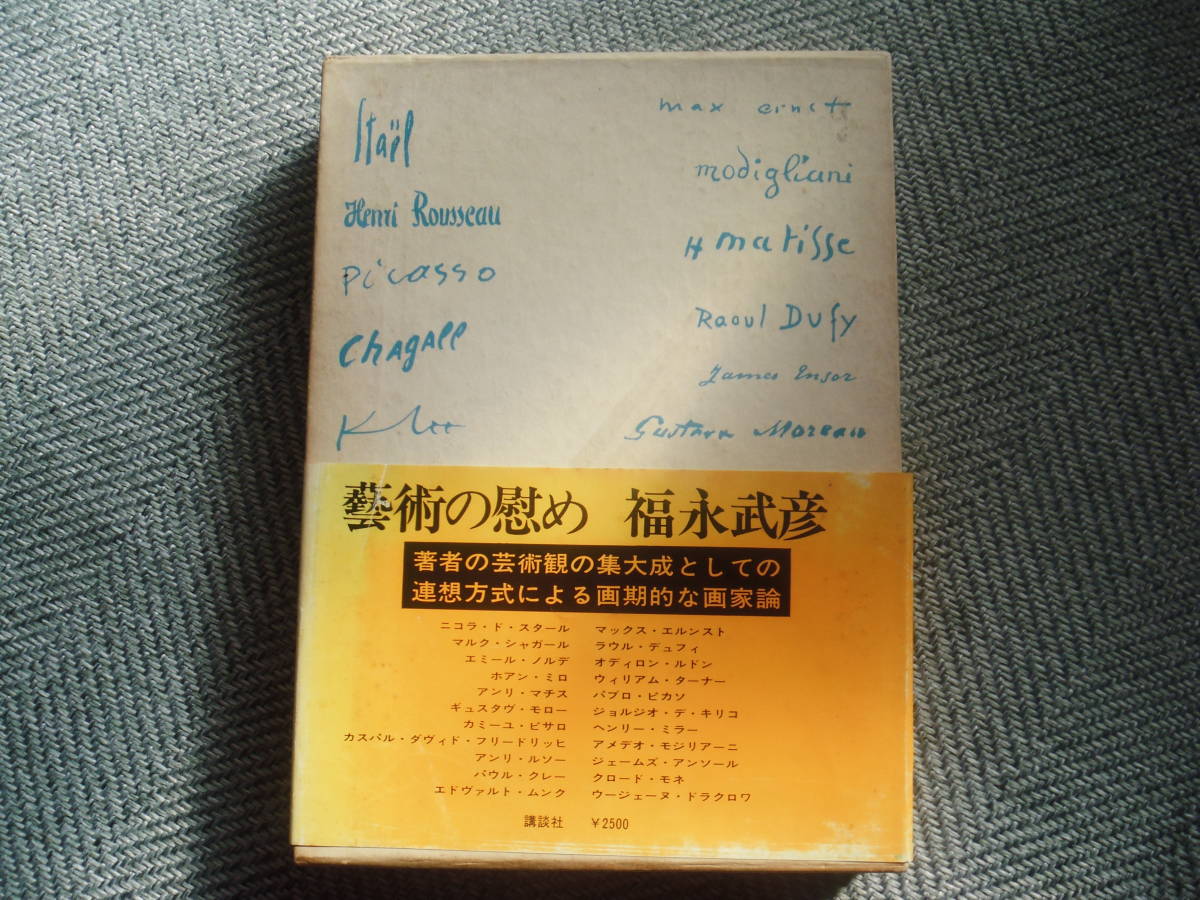 Staël
Henri Rousseau
Picasso
Chagall
Klee
max ernst
modigliani
H matisse
Raoul Dufy
James Ensor
Gustave Moreau
藝術の慰め 福永武彦
著者の芸術観の集大成としての
連想方式による画期的な画家論
ニコラ・ド・スタール
マルク・シャガール
エミール・ノルデ
ホアン・ミロ
アンリ・マチス
ギュスタヴ・モロー
カミーユ・ピサロ
カスパル・ダヴィド・フリードリッヒ
アンリ・ルソー
パウル・クレー
エドヴァルト・ムンク
マックス・エルンスト
ラウル・デュフィ
オディロン・ルドン
ウィリアム・ターナー
パブロ・ピカソ
ジョルジオ・デ・キリコ
ヘンリー・ミラー
アメデオ・モジリアーニ
ジェームズ・アンソール
クロード・モネ
ウージェーヌ・ドラクロワ
講談社 ¥2500